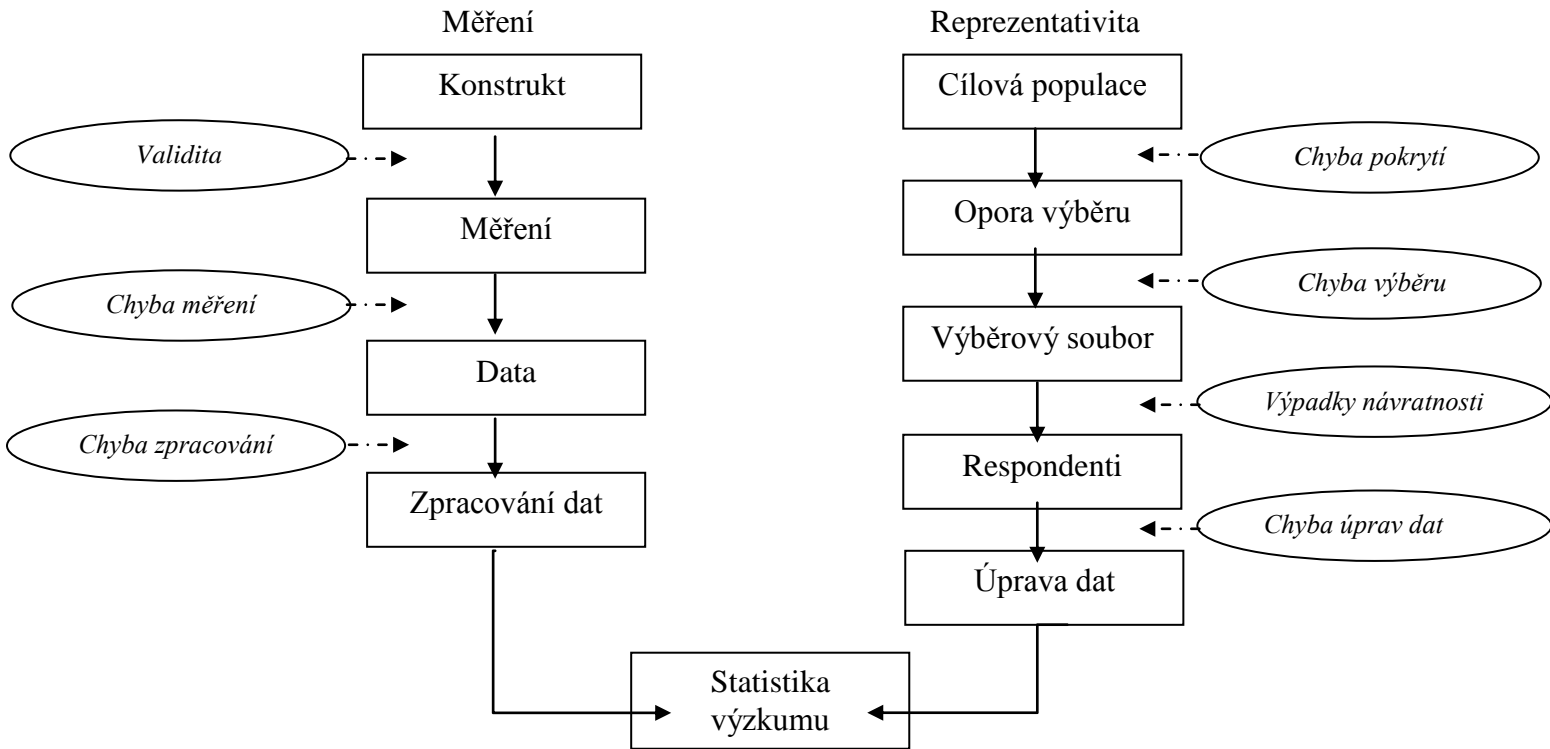 Měření
Konstrukt
Validita
Měření
Chyba měření
Data
Chyba zpracování
Zpracování dat
Reprezentativita
Cílová populace
Chyba pokrytí
Opora výběru
Chyba výběru
Výběrový soubor
Výpadky návratnosti
Respondenti
Chyba úprav dat
Úprava dat
Statistika
výzkumu